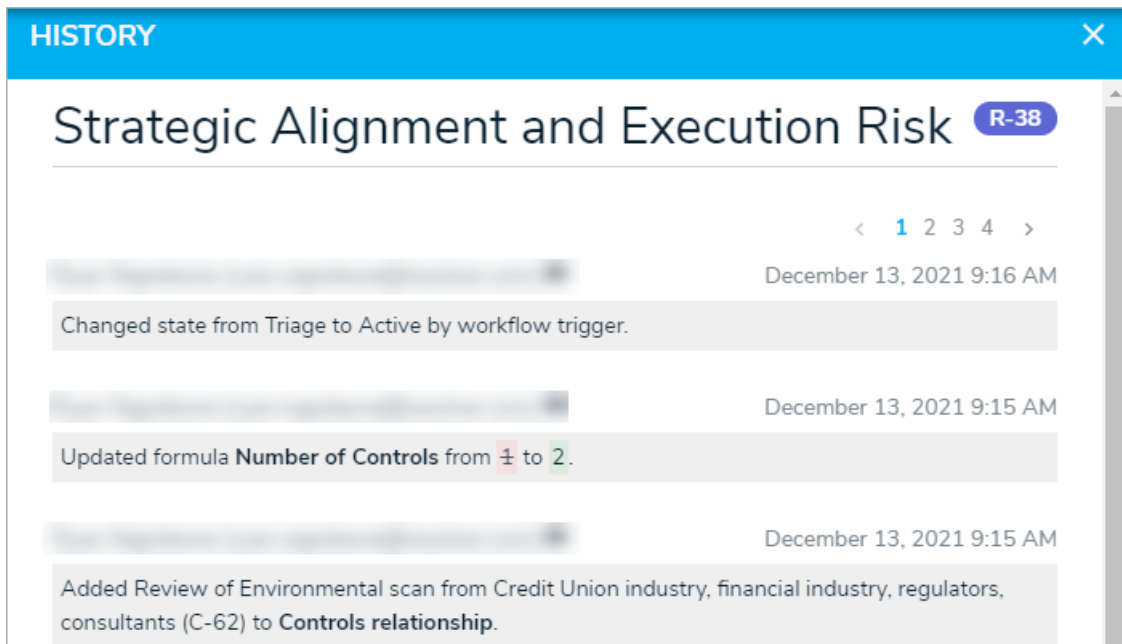 HISTORY
Strategic Alignment and Execution Risk R-38
1 2 3 4
December 13, 2021 9:16 AM
Changed state from Triage to Active by workflow trigger.
December 13, 2021 9:15 AM
Updated formula Number of Controls from 1 to 2.
December 13, 2021 9:15 AM
Added Review of Environmental scan from Credit Union industry, financial industry, regulators,
consultants (C-62) to Controls relationship.